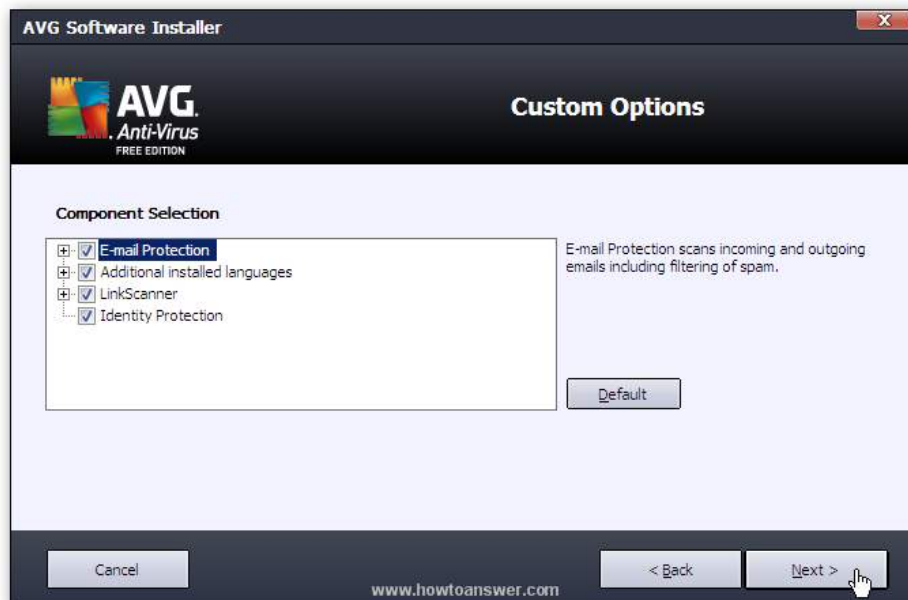 AVG Software Installer
AVG.
Anti-Virus
FREE EDITION
Custom Options
Component Selection
E-mail Protection
Additional installed languages
LinkScanner
Identity Protection
E-mail Protection scans incoming and outgoing
emails including filtering of spam.
Default
Cancel
< Back
Next >
www.howtoanswer.com